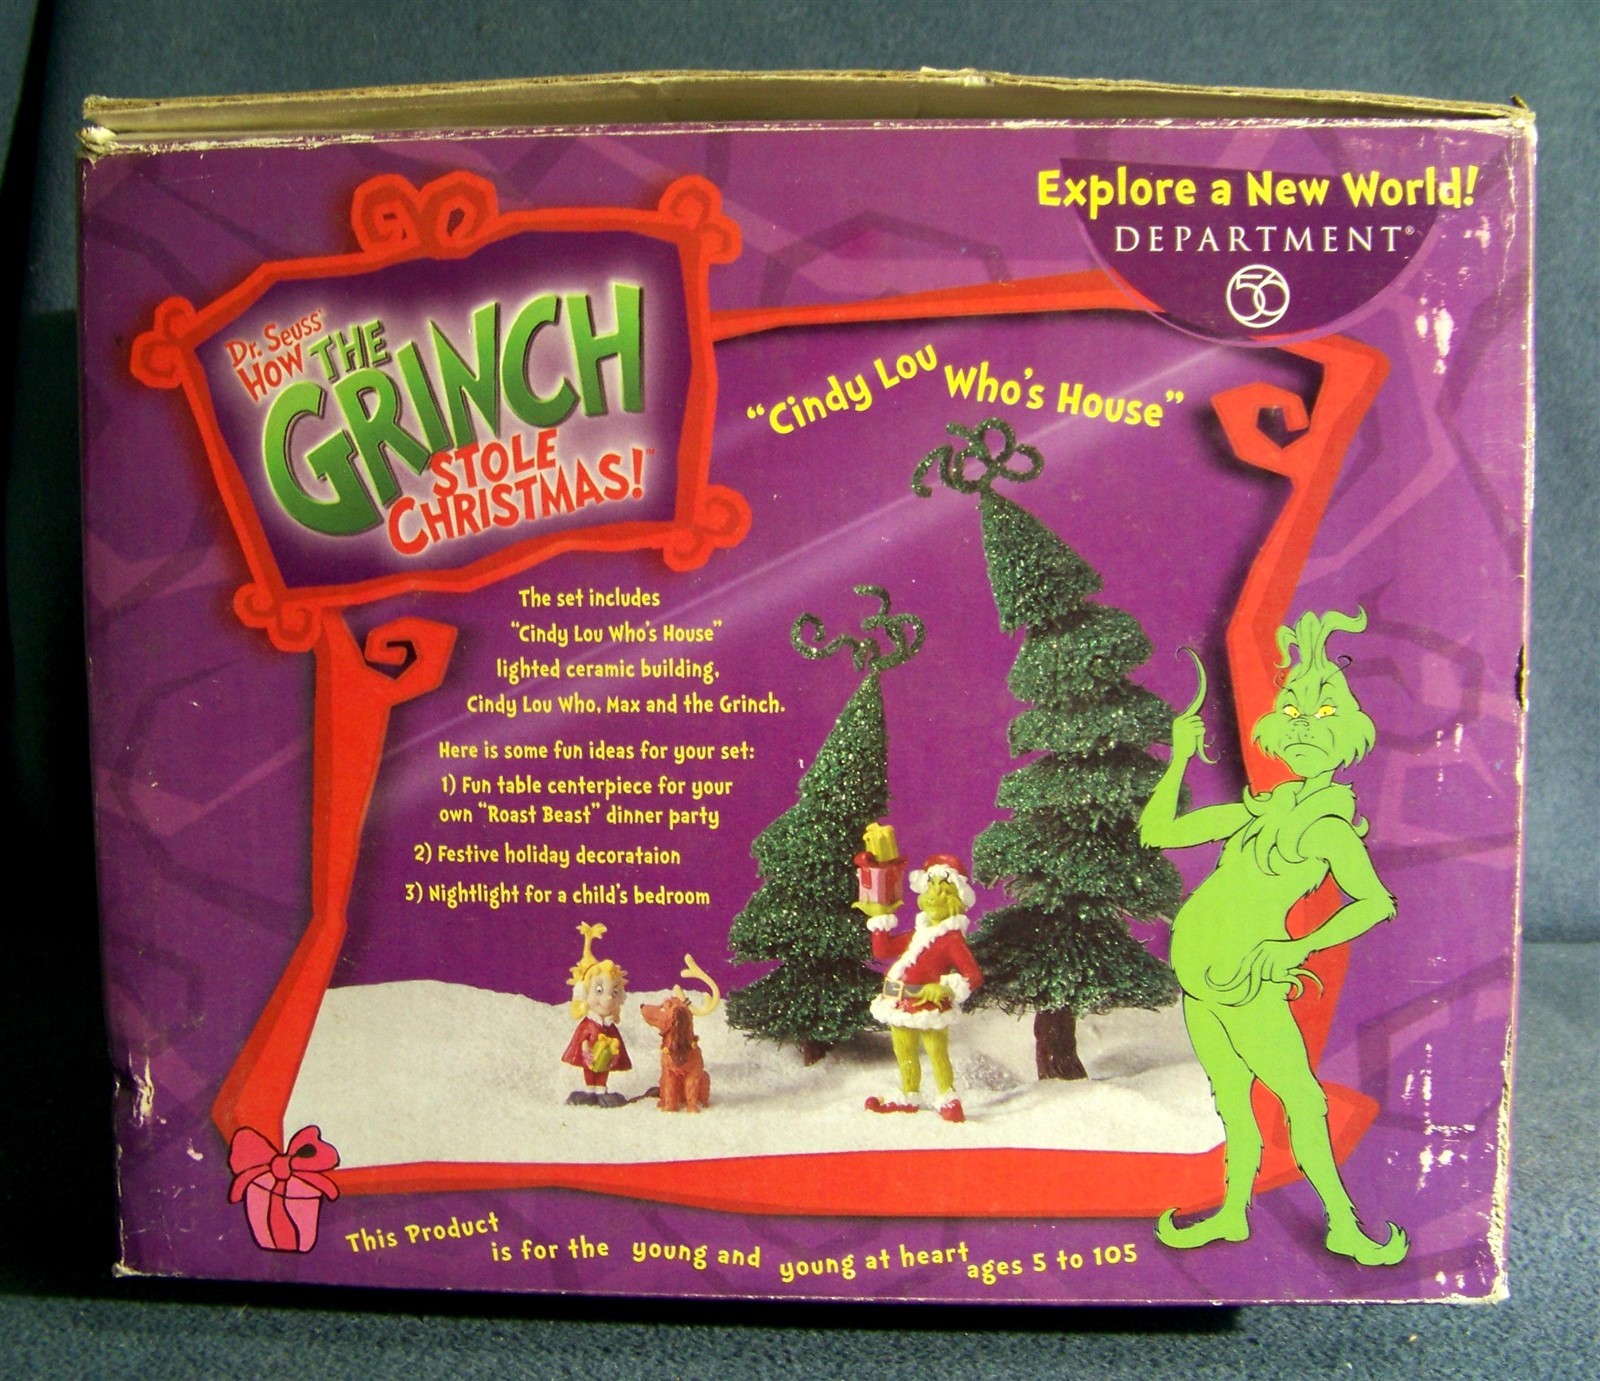 Explore a New World!
DEPARTMENT®
56
Dr. Seuss'
HOW THE
GRINCH
STOLE
CHRISTMAS!™
"Cindy Lou Who's House"
The set includes
"Cindy Lou Who's House"
lighted ceramic building,
Cindy Lou Who, Max and the Grinch.
Here is some fun ideas for your set:
1) Fun table centerpiece for your
own "Roast Beast" dinner party
2) Festive holiday decorataion
3) Nightlight for a child's bedroom
This Product is for the young and young at heart ages 5 to 105